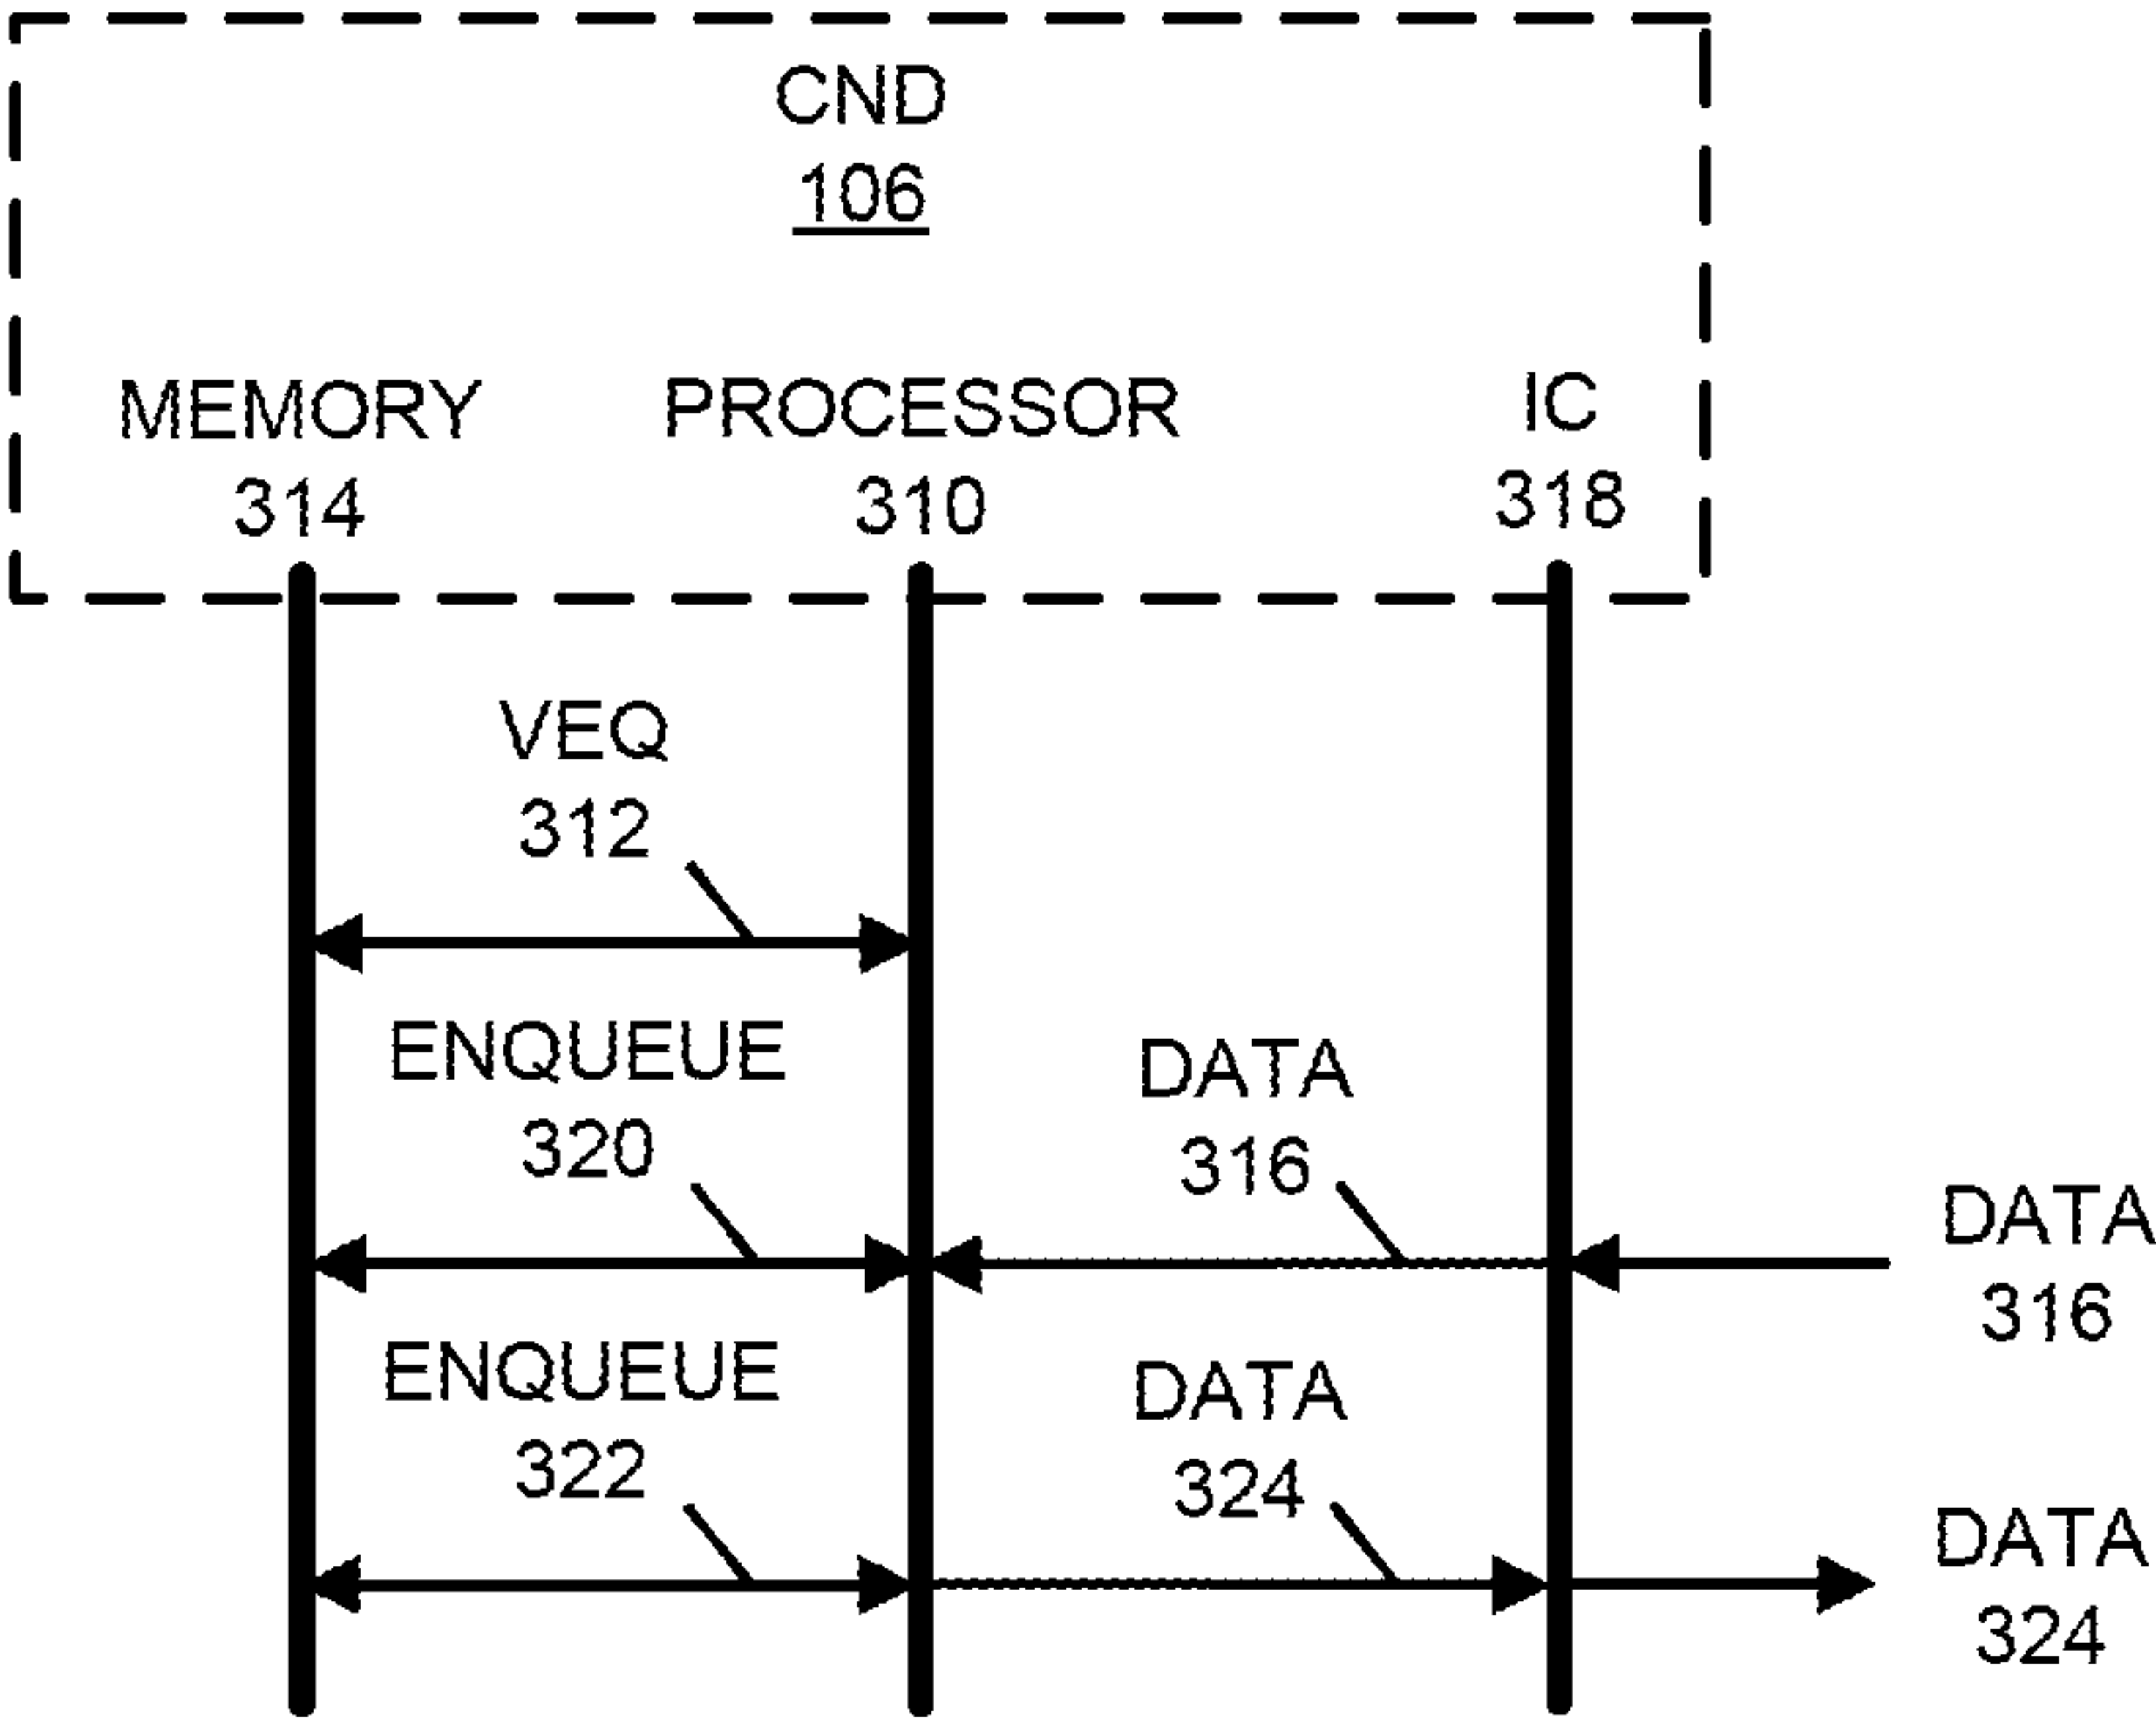 CND
106
MEMORY
314
PROCESSOR
310
IC
318
VEQ
312
ENQUEUE
320
DATA
316
DATA
316
ENQUEUE
322
DATA
324
DATA
324